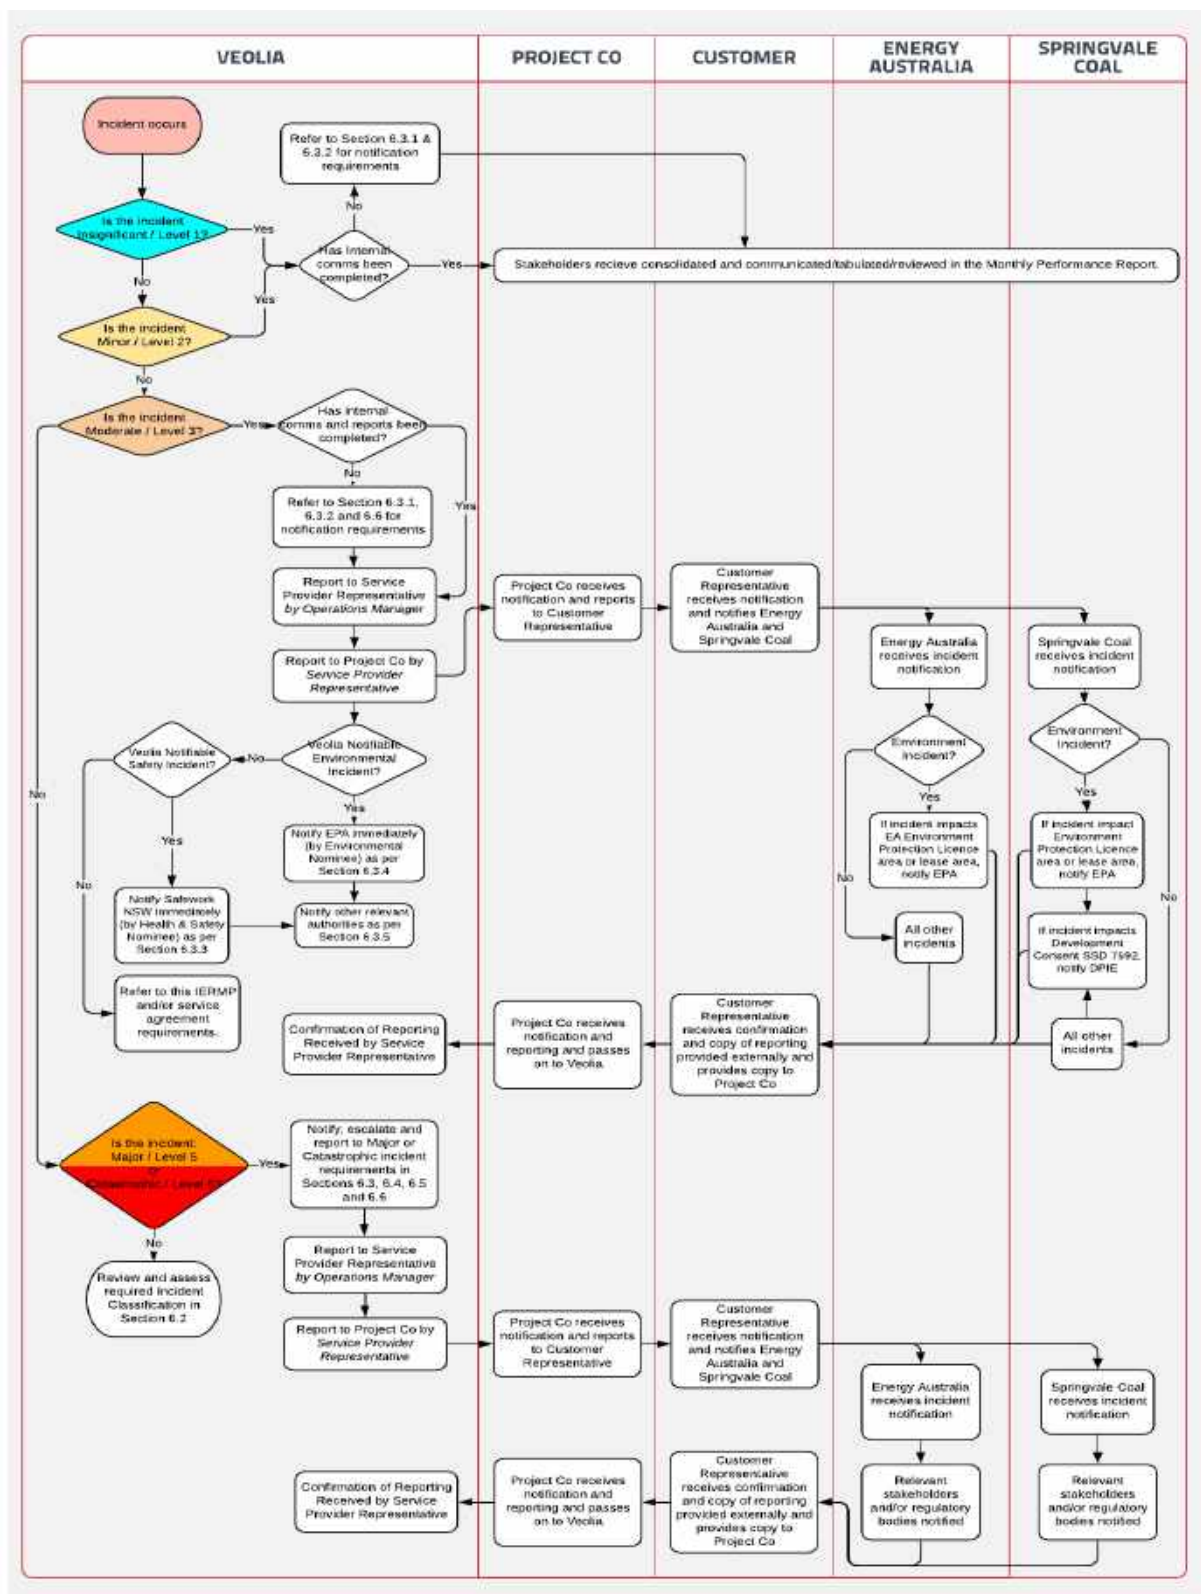 VEOLIA
PROJECT CO
CUSTOMER
ENERGY
AUSTRALIA
SPRINGVALE
COAL
Incident occurs
Refer to Section 6.3.1 &
6.3.2 for notification
requirements
No
Is the incident
Insignificant / Level 1?
Yes
Has Internal
comms been
completed?
Yes
Stakeholders recieve consolidated and communicated/tabulated/reviewed in the Monthly Performance Report.
No
Yes
Is the incident
Minor / Level 2?
No
Is the incident
Moderate / Level 3?
Yes
Has internal
comms and reports been
completed?
No
Yes
Refer to Section 6.3.1,
6.3.2 and 6.6 for
notification requirements
Report to Service
Provider Representative
by Operations Manager
Report to Project Co by
Service Provider
Representative
Project Co receives
notification and reports
to Customer
Representative
Customer
Representative
receives notification
and notifies Energy
Australia and
Springvale Coal
Energy Australia
receives incident
notification
Springvale Coal
receives incident
notification
Veolia Notifiable
Safety Incident?
No
Veolia Notifiable
Environmental
Incident?
Environment
Incident?
Environment
Incident?
No
Yes
Yes
Yes
Yes
Notify EPA immediately
(by Environmental
Nominee) as per
Section 6.3.4
If incident impacts
EA Environment
Protection Licence
area or lease area,
notify EPA
If incident impact
Environment
Protection Licence
area or lease area,
notify EPA
No
No
No
Notify Safework
NSW immediately
(by Health & Safety
Nominee) as per
Section 6.3.3
Notify other relevant
authorities as per
Section 6.3.5
All other
incidents
If incident impacts
Development
Consent SSD 7592,
notify DPIE
Refer to this IERMP
and/or service
agreement
requirements.
Confirmation of Reporting
Received by Service
Provider Representative
Project Co receives
notification and
reporting and passes
on to Veolia.
Customer
Representative
receives confirmation
and copy of reporting
provided externally and
provides copy to
Project Co
All other
incidents
Is the incident
Major / Level 5
or
Catastrophic / Level
Yes
Notify, escalate and
report to Major or
Catastrophic incident
requirements in
Sections 6.3, 6.4, 6.5
and 6.6
No
Review and assess
required Incident
Classification in
Section 6.2
Report to Service
Provider Representative
by Operations Manager
Report to Project Co by
Service Provider
Representative
Project Co receives
notification and reports
to Customer
Representative
Customer
Representative
receives notification
and notifies Energy
Australia and
Springvale Coal
Energy Australia
receives incident
notification
Springvale Coal
receives incident
notification
Confirmation of Reporting
Received by Service
Provider Representative
Project Co receives
notification and
reporting and passes
on to Veolia.
Customer
Representative
receives confirmation
and copy of reporting
provided externally and
provides copy to
Project Co
Relevant
stakeholders
and/or regulatory
bodies notified
Relevant
stakeholders
and/or regulatory
bodies notified